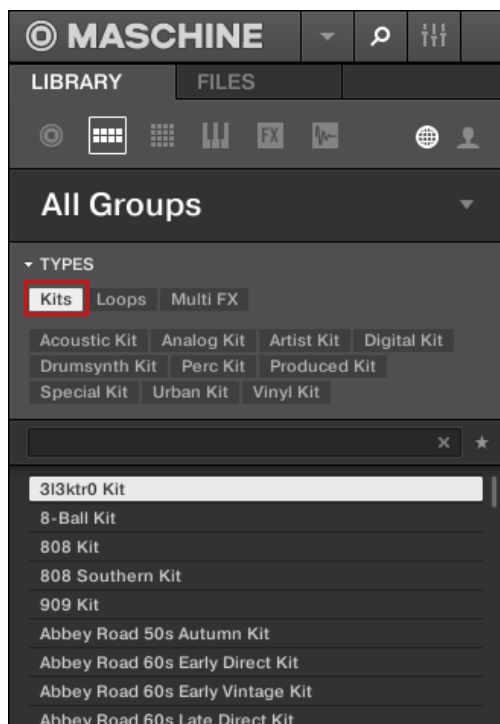 MASCHINE
LIBRARY FILES
FX
All Groups
TYPES
Kits Loops Multi FX
Acoustic Kit Analog Kit Artist Kit Digital Kit
Drumsynth Kit Perc Kit Produced Kit
Special Kit Urban Kit Vinyl Kit
3l3ktr0 Kit
8-Ball Kit
808 Kit
808 Southern Kit
909 Kit
Abbey Road 50s Autumn Kit
Abbey Road 60s Early Direct Kit
Abbey Road 60s Early Vintage Kit
Abbey Road 60s Late Direct Kit